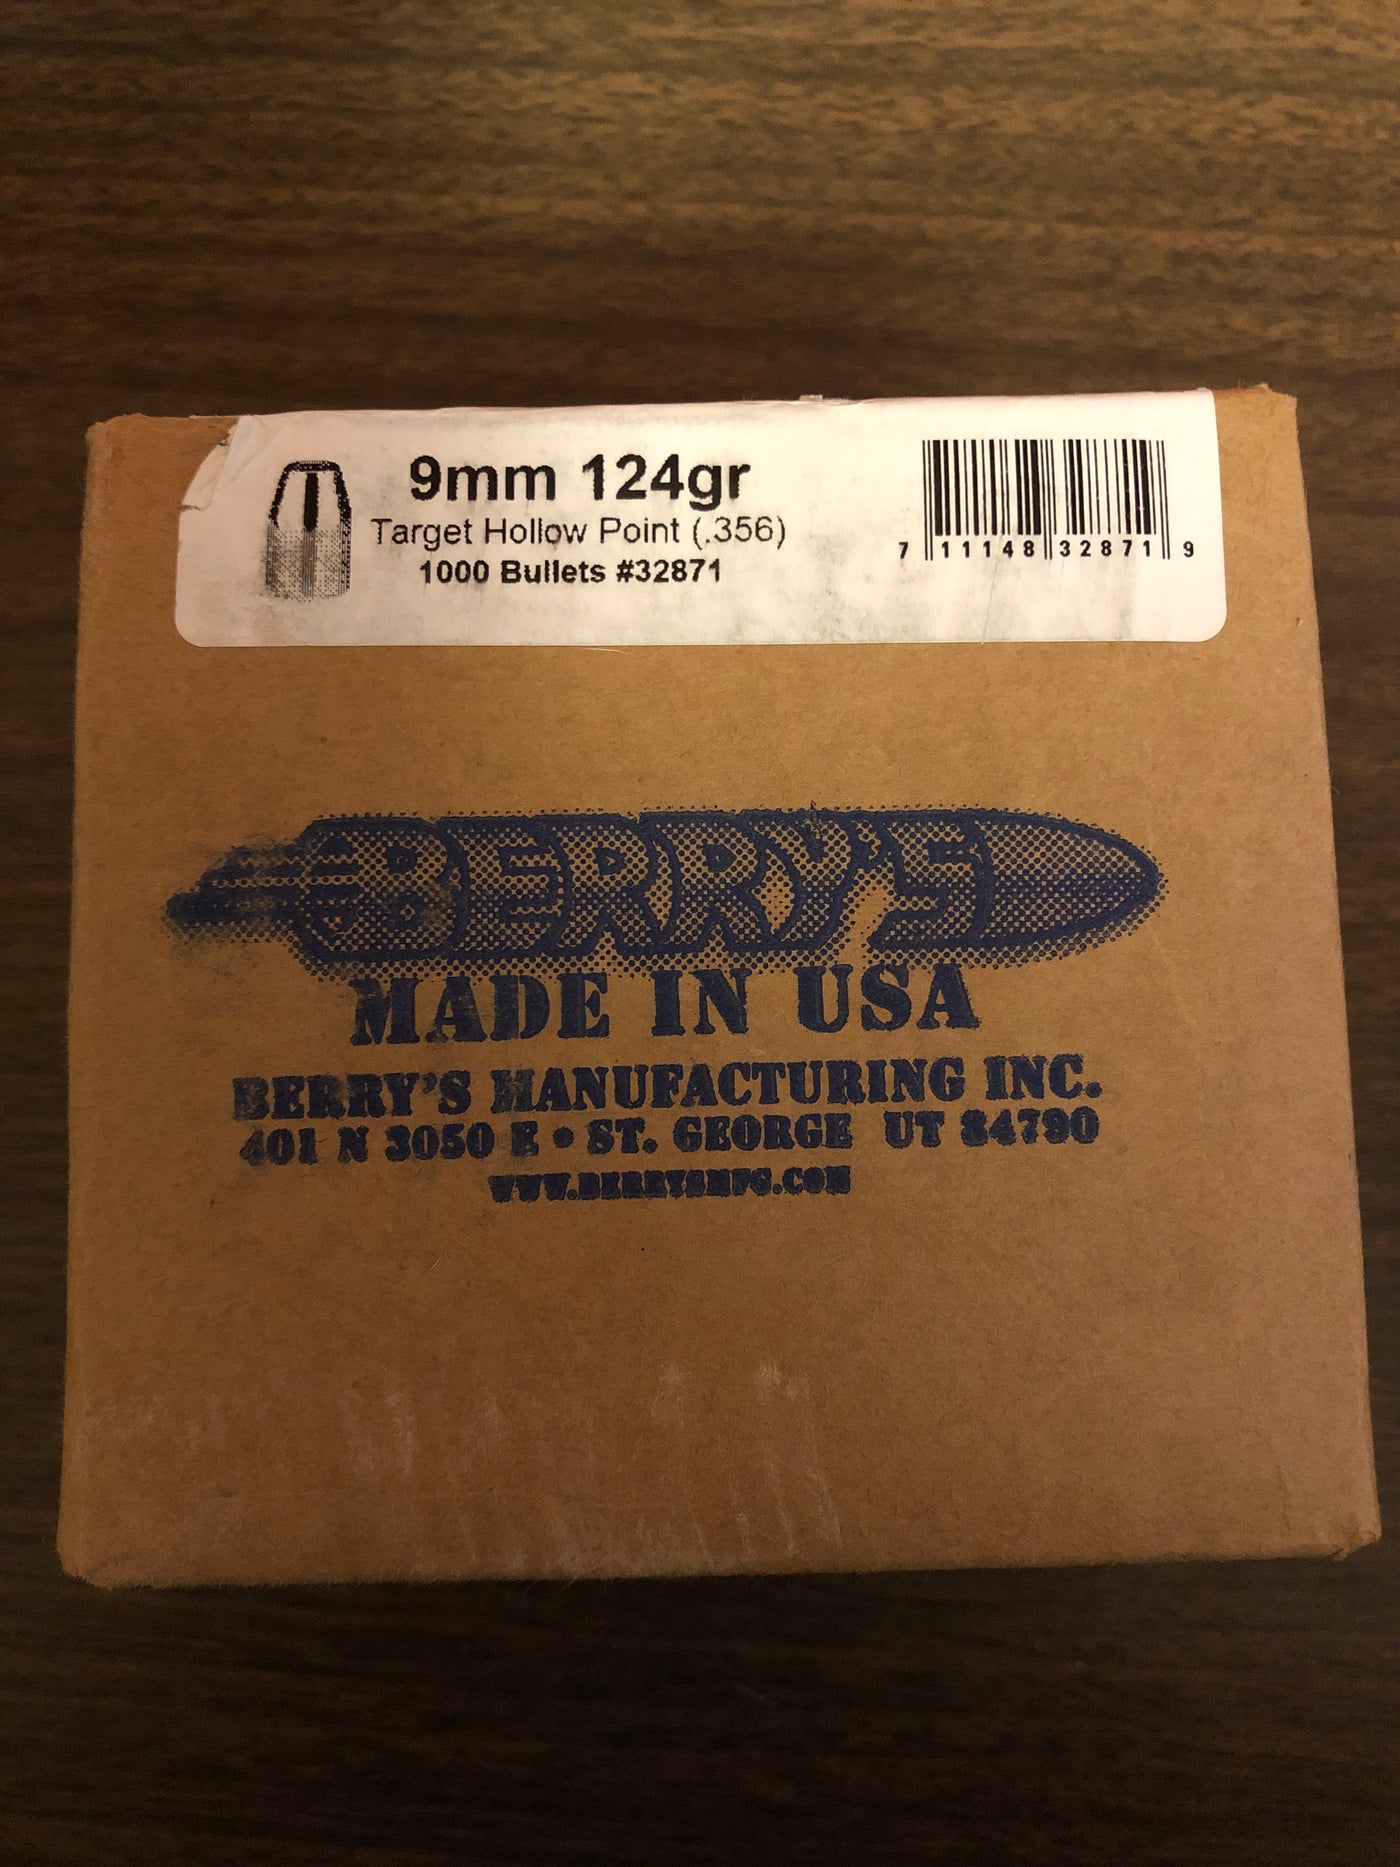 9mm 124gr
Target Hollow Point (.356)
1000 Bullets #32871
7 11148 32871 9
BERRY'S
MADE IN USA
BERRY'S MANUFACTURING INC.
401 N 3050 E • ST. GEORGE UT 84790
WWW.BERRYSMFG.COM